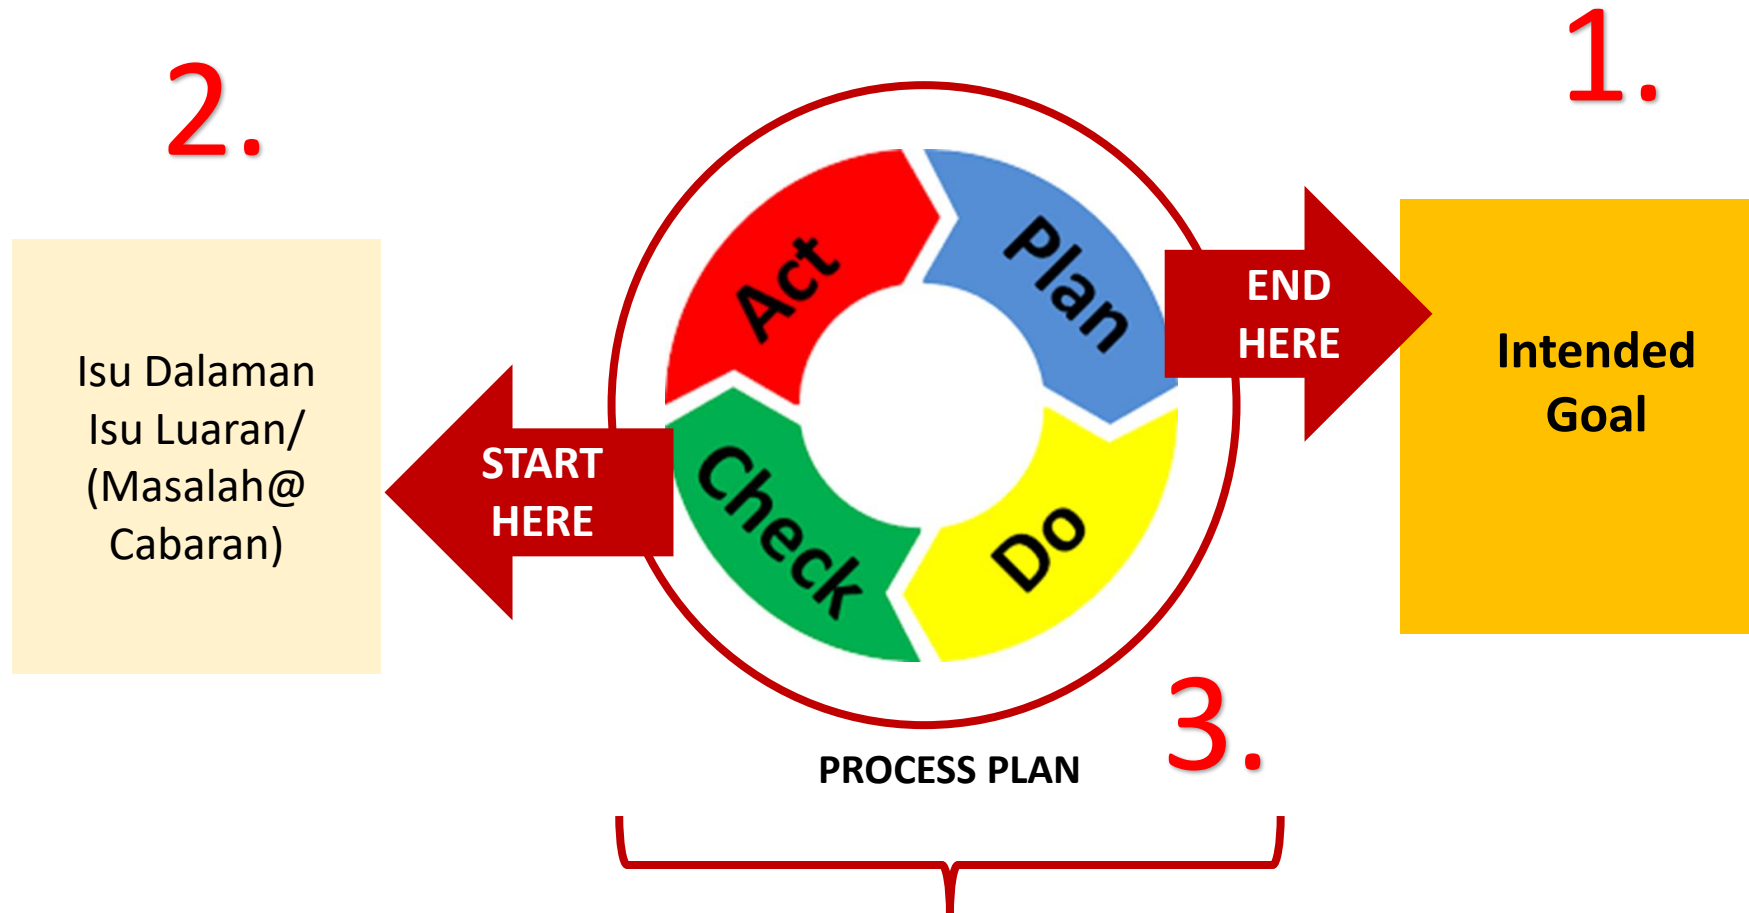 1.
2.
Act
Plan
END
HERE
Intended
Goal
Isu Dalaman
Isu Luaran/
(Masalah@
Cabaran)
START
HERE
Check
Do
3.
PROCESS PLAN